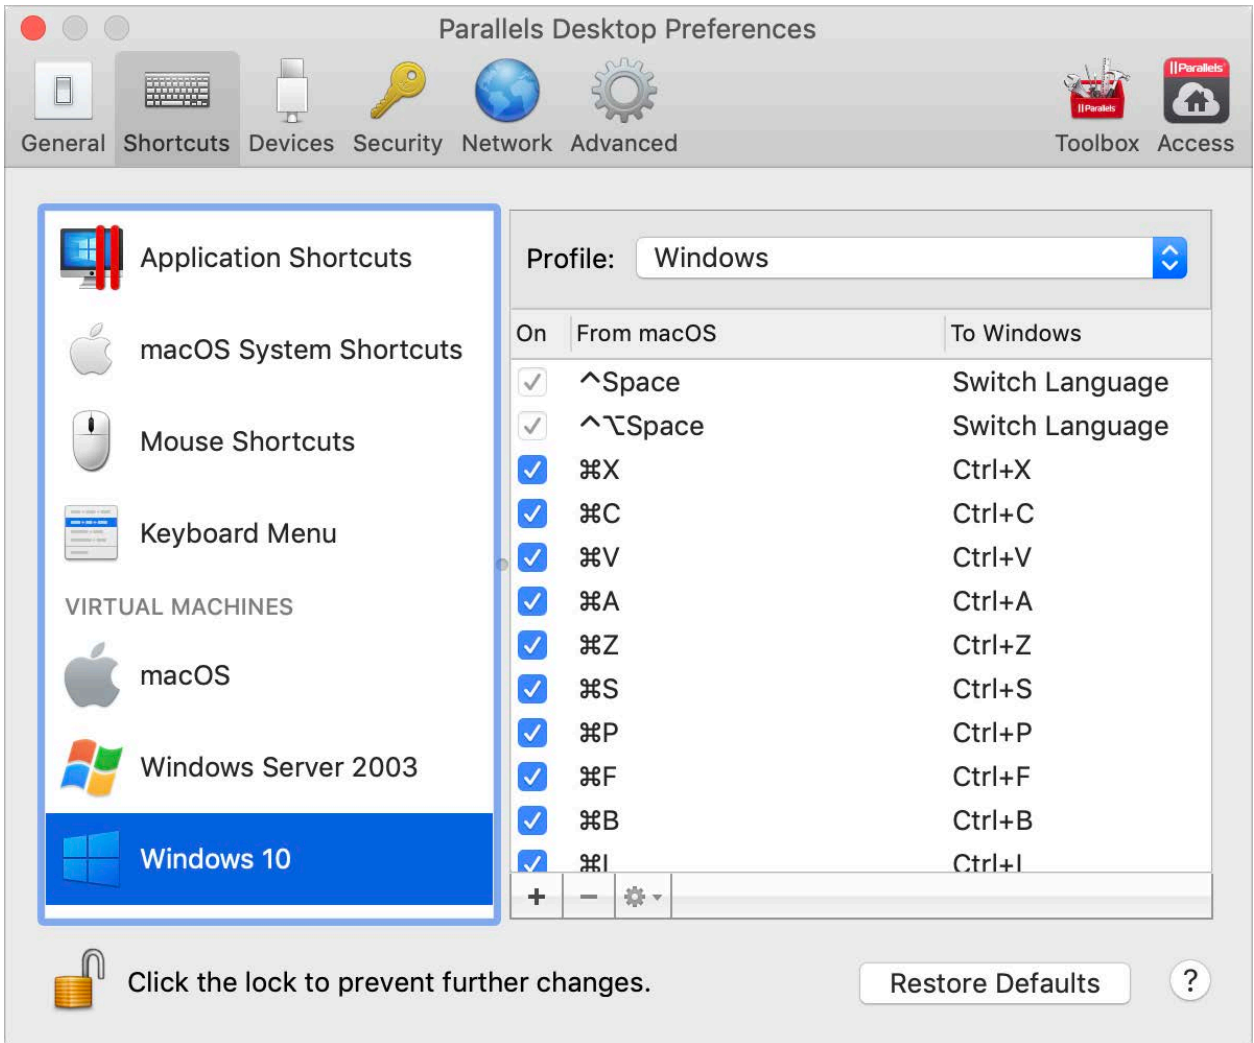 Parallels Desktop Preferences
General Shortcuts Devices Security Network Advanced Toolbox Access
|| Parallels
|| Parallels®
Application Shortcuts
macOS System Shortcuts
Mouse Shortcuts
Keyboard Menu
VIRTUAL MACHINES
macOS
Windows Server 2003
Windows 10
Profile: Windows
On From macOS To Windows
^Space Switch Language
^⌥Space Switch Language
⌘X Ctrl+X
⌘C Ctrl+C
⌘V Ctrl+V
⌘A Ctrl+A
⌘Z Ctrl+Z
⌘S Ctrl+S
⌘P Ctrl+P
⌘F Ctrl+F
⌘B Ctrl+B
⌘I Ctrl+I
+ −
Click the lock to prevent further changes.
Restore Defaults ?